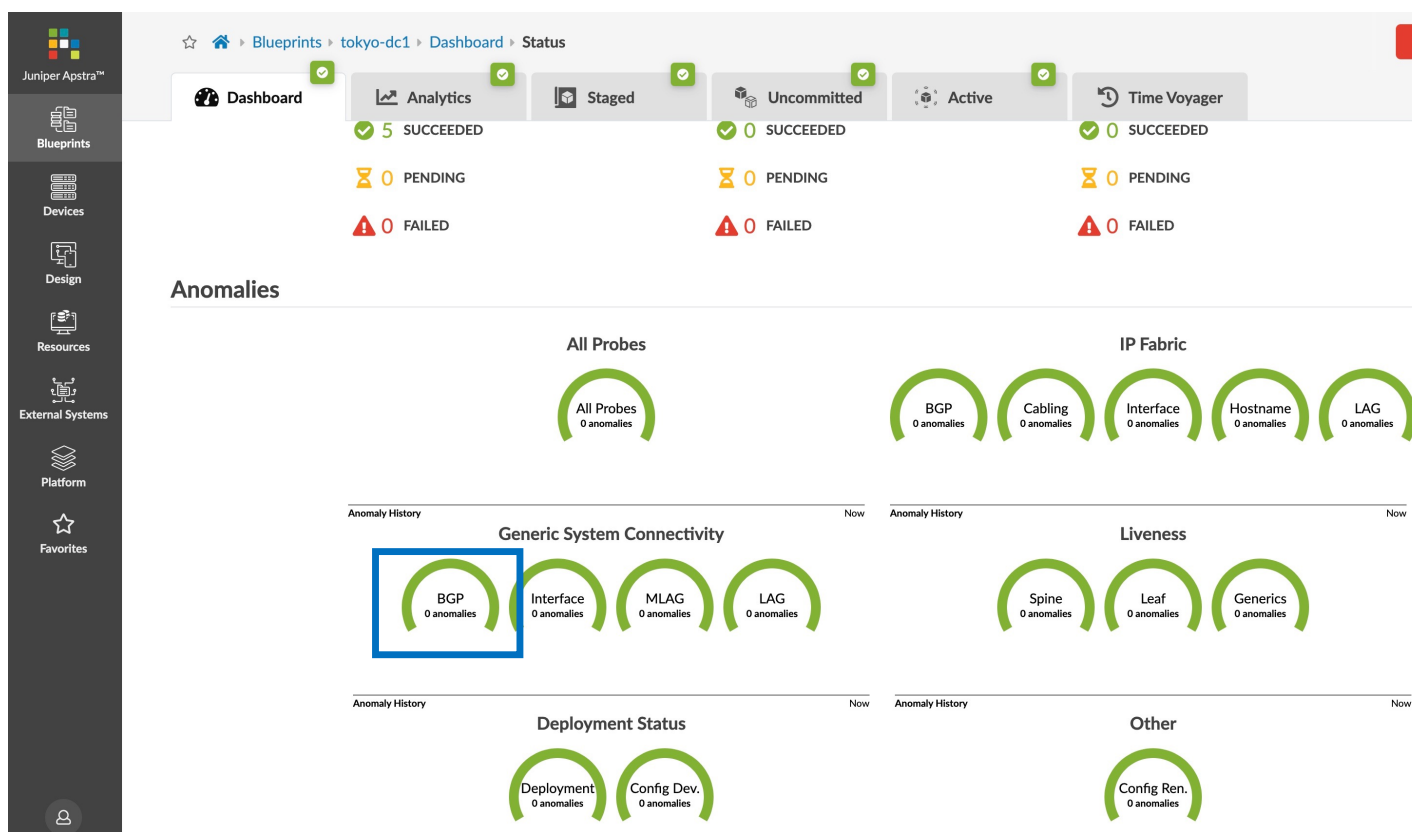 Juniper Apstra™
Blueprints
Devices
Design
Resources
External Systems
Platform
Favorites
Blueprints tokyo-dc1 Dashboard Status
Dashboard Analytics Staged Uncommitted Active Time Voyager
5 SUCCEEDED 0 SUCCEEDED 0 SUCCEEDED
0 PENDING 0 PENDING 0 PENDING
0 FAILED 0 FAILED 0 FAILED
Anomalies
All Probes
All Probes
0 anomalies
Anomaly History Now
IP Fabric
BGP Cabling Interface Hostname LAG
0 anomalies 0 anomalies 0 anomalies 0 anomalies 0 anomalies
Anomaly History Now
Generic System Connectivity
BGP Interface MLAG LAG
0 anomalies 0 anomalies 0 anomalies 0 anomalies
Anomaly History Now
Liveness
Spine Leaf Generics
0 anomalies 0 anomalies 0 anomalies
Anomaly History Now
Deployment Status
Deployment Config Dev.
0 anomalies 0 anomalies
Other
Config Ren.
0 anomalies